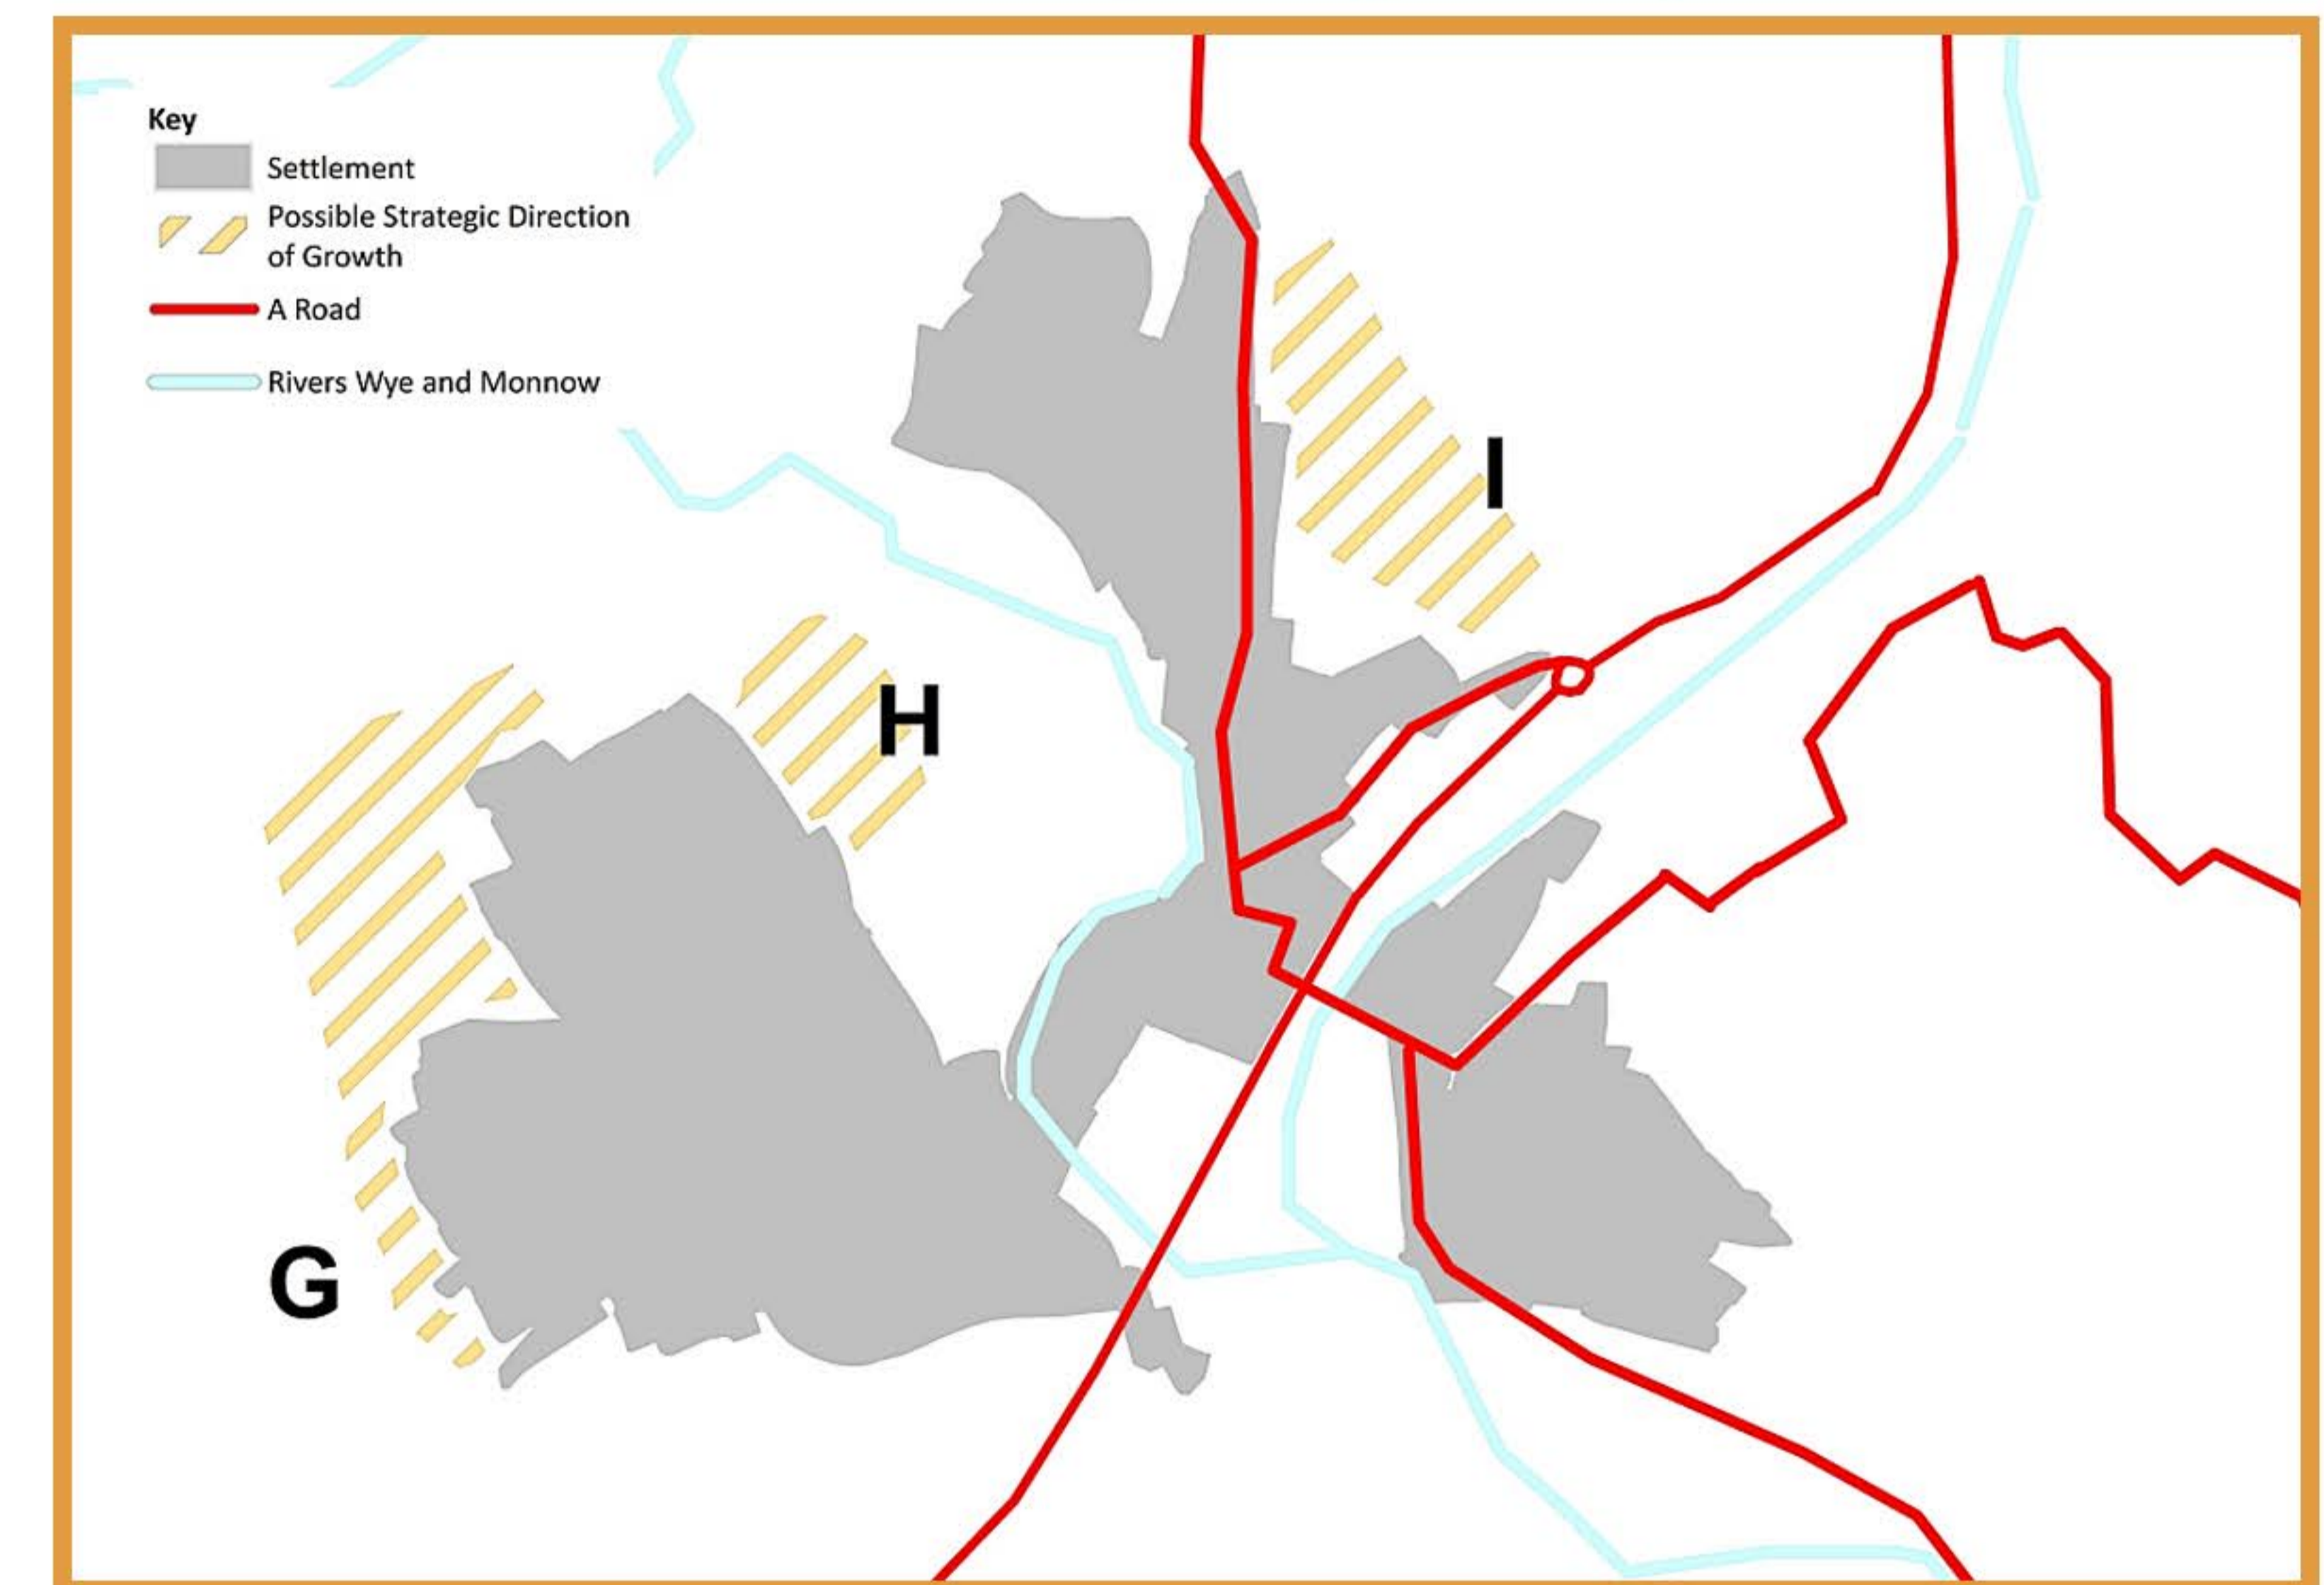 Key
Settlement
Possible Strategic Direction
of Growth
A Road
Rivers Wye and Monnow
I
H
G